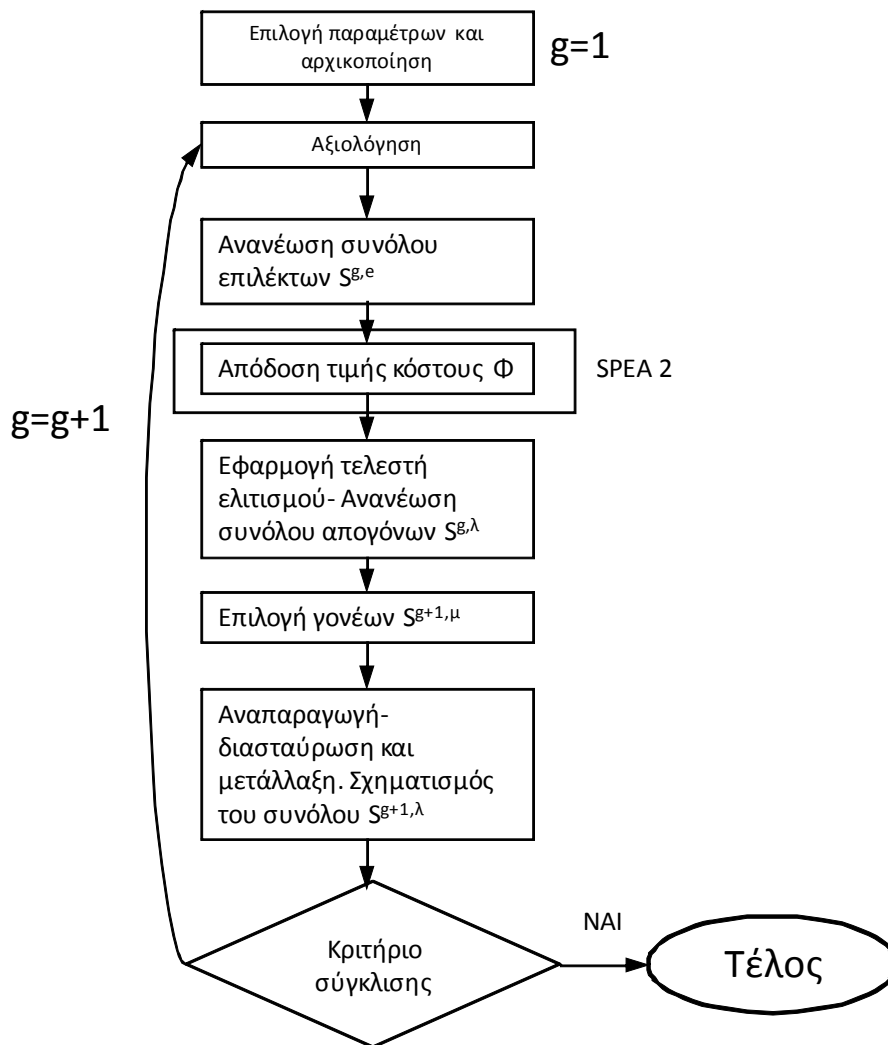 Επιλογή παραμέτρων και
αρχικοποίηση
g=1
Αξιολόγηση
Ανανέωση συνόλου
επιλέκτων S^g,e
Απόδοση τιμής κόστους Φ
SPEA 2
g=g+1
Εφαρμογή τελεστή
ελιτισμού- Ανανέωση
συνόλου απογόνων S^g,λ
Επιλογή γονέων S^g+1,μ
Αναπαραγωγή-
διασταύρωση και
μετάλλαξη. Σχηματισμός
του συνόλου S^g+1,λ
Κριτήριο
σύγκλισης
ΝΑΙ
Τέλος